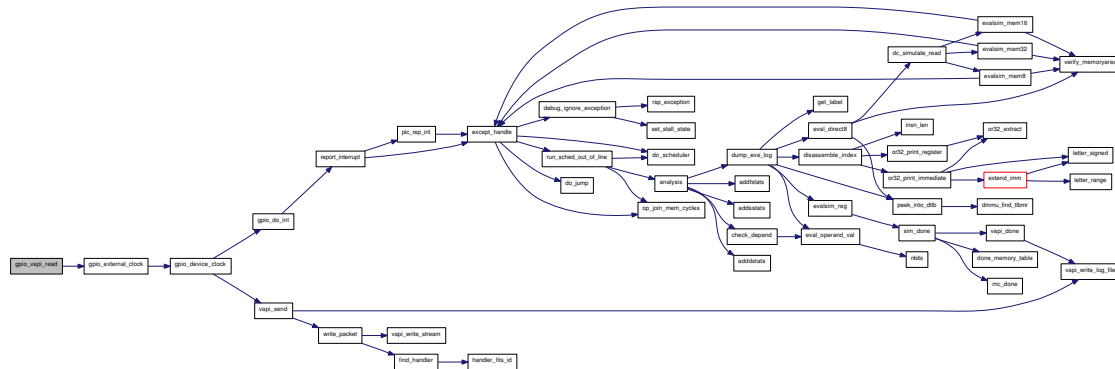 gpio_vapi_read
gpio_external_clock
gpio_device_clock
gpio_do_int
vapi_send
report_interrupt
write_packet
pic_rep_int
vapi_write_stream
find_handler
except_handle
handler_fits_id
debug_ignore_exception
run_sched_out_of_line
do_jump
rsp_exception
set_stall_state
do_scheduler
analysis
op_join_mem_cycles
dump_exe_log
addfstats
addsstats
check_depend
adddstats
get_label
eval_direct8
disassemble_index
evalsim_reg
eval_operand_val
dc_simulate_read
insn_len
or32_print_register
or32_print_immediate
peek_into_dtlb
sim_done
nbits
evalsim_mem16
evalsim_mem32
evalsim_mem8
or32_extract
extend_imm
dmmu_find_tlbmr
vapi_done
done_memory_table
mc_done
verify_memoryarea
letter_signed
letter_range
vapi_write_log_file